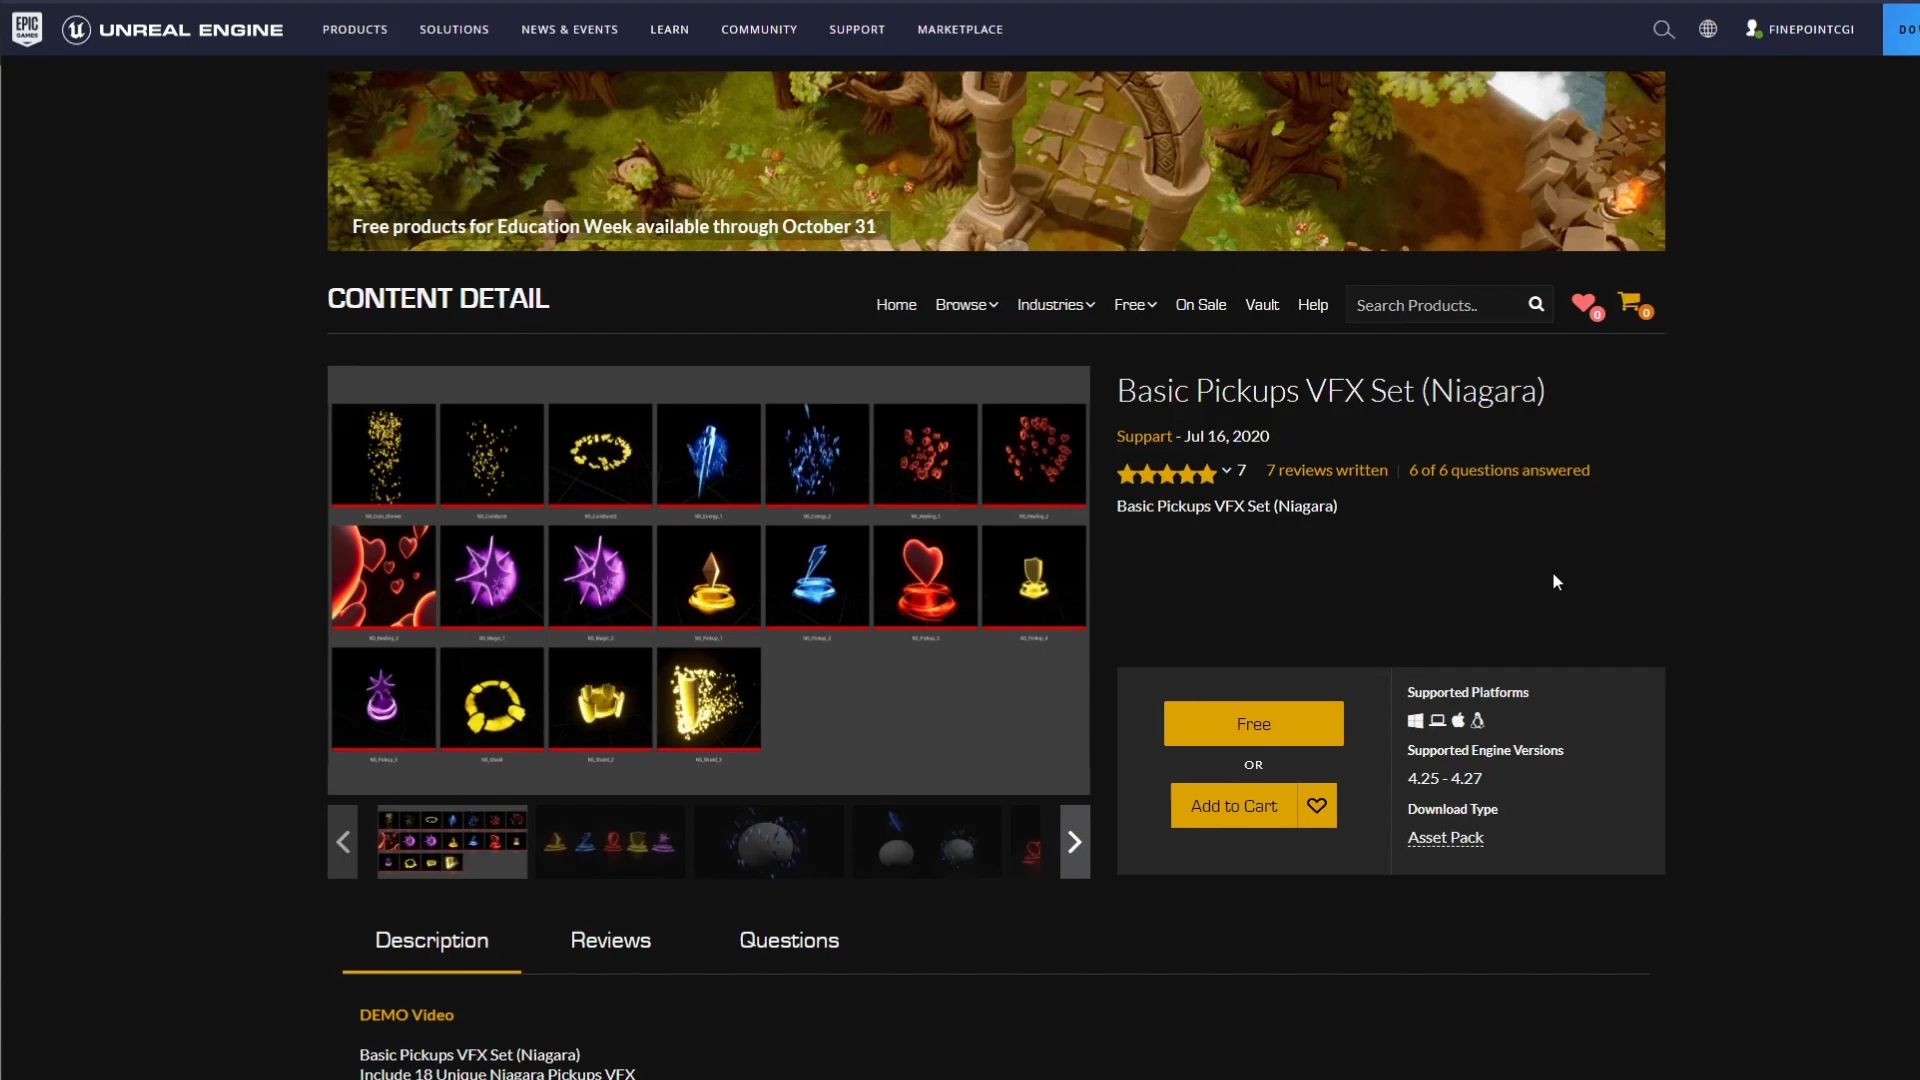 EPIC GAMES
UNREAL ENGINE
PRODUCTS
SOLUTIONS
NEWS & EVENTS
LEARN
COMMUNITY
SUPPORT
MARKETPLACE
FINEPOINTCGI
Free products for Education Week available through October 31
CONTENT DETAIL
Home
Browse
Industries
Free
On Sale
Vault
Help
Search Products..
0
0
Basic Pickups VFX Set (Niagara)
Suppart - Jul 16, 2020
7
7 reviews written
6 of 6 questions answered
Basic Pickups VFX Set (Niagara)
Free
OR
Add to Cart
Supported Platforms
Supported Engine Versions
4.25 - 4.27
Download Type
Asset Pack
Description
Reviews
Questions
DEMO Video
Basic Pickups VFX Set (Niagara)
Include 18 Unique Niagara Pickups VFX